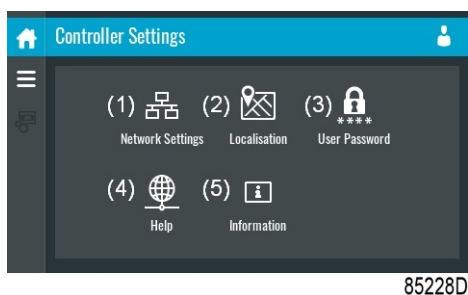 Controller Settings
(1) (2) (3)
****
Network Settings Localisation User Password
(4) (5)
Help Information
85228D